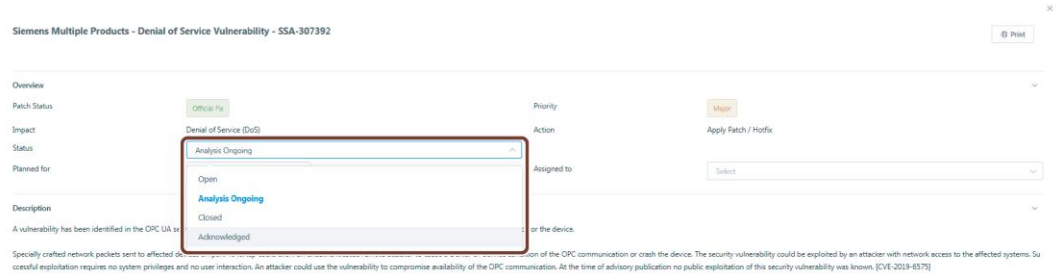 Siemens Multiple Products - Denial of Service Vulnerability - SSA-307392
Print
Overview
Patch Status
Official Fix
Priority
Major
Impact
Denial of Service (DoS)
Action
Apply Patch / Hotfix
Status
Analysis Ongoing
Planned for
Assigned to
Select
Open
Analysis Ongoing
Closed
Acknowledged
Description
A vulnerability has been identified in the OPC UA se
or the device.
Specially crafted network packets sent to affected
of the OPC communication or crash the device. The security vulnerability could be exploited by an attacker with network access to the affected systems. Su
ccessful exploitation requires no system privileges and no user interaction. An attacker could use the vulnerability to compromise availability of the OPC communication. At the time of advisory publication no public exploitation of this security vulnerability was known. [CVE-2019-6575]